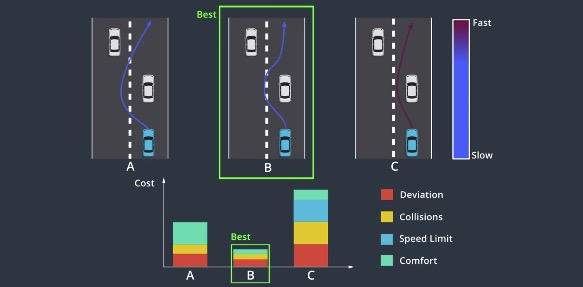 Best
Fast
Slow
A
B
C
Cost
Best
A
B
C
Deviation
Collisions
Speed Limit
Comfort